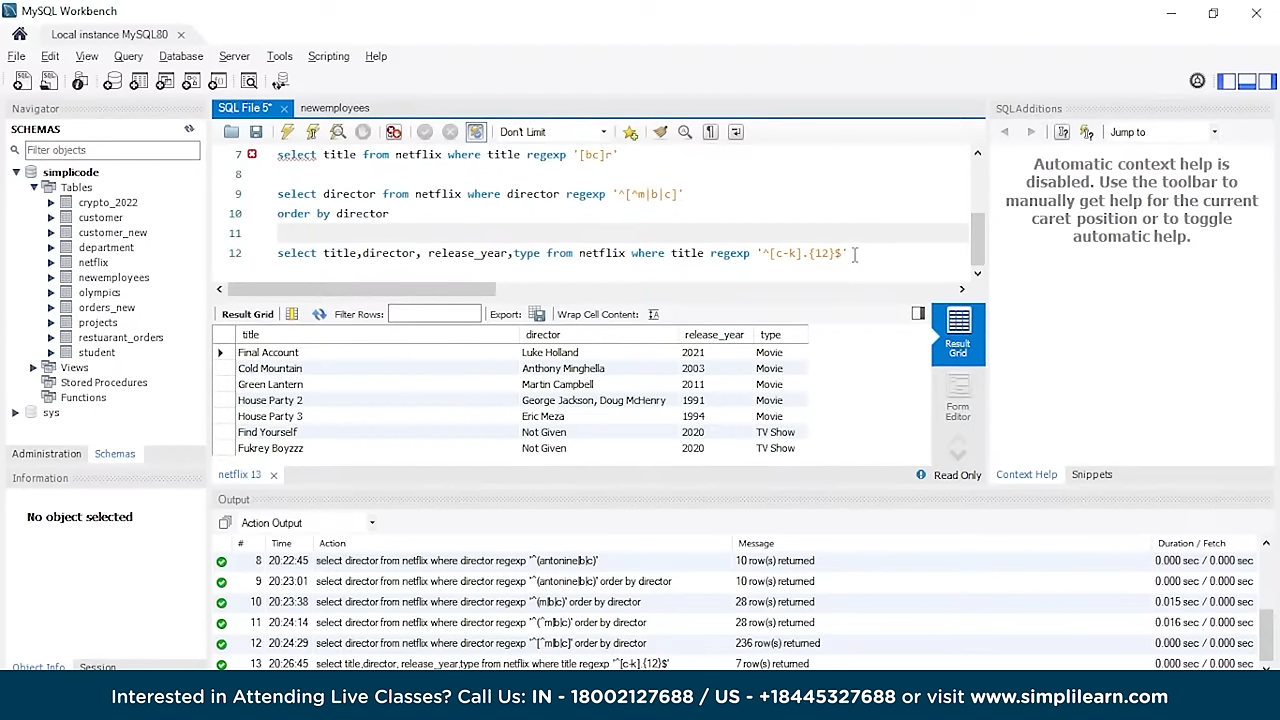 MySQL Workbench
Local instance MySQL80
File Edit View Query Database Server Tools Scripting Help
Navigator
SCHEMAS
Filter objects
simplicode
Tables
crypto_2022
customer
customer_new
department
netflix
newemployees
olympics
orders_new
projects
restuarant_orders
student
Views
Stored Procedures
Functions
sys
Administration Schemas
Information
No object selected
Object Info Session
SQL File 5* newemployees
Don't Limit
7 select title from netflix where title regexp '[bc]r'
8
9 select director from netflix where director regexp '^[^m|b|c]'
10 order by director
11
12 select title,director, release_year,type from netflix where title regexp '^[c-k].{12}$'
Result Grid Filter Rows: Export: Wrap Cell Content:
title director release_year type
Final Account Luke Holland 2021 Movie
Cold Mountain Anthony Minghella 2003 Movie
Green Lantern Martin Campbell 2011 Movie
House Party 2 George Jackson, Doug McHenry 1991 Movie
House Party 3 Eric Meza 1994 Movie
Find Yourself Not Given 2020 TV Show
Fukrey Boyzzz Not Given 2020 TV Show
Result
Grid
Form
Editor
netflix 13 Read Only
SQLAdditions
Jump to
Automatic context help is
disabled. Use the toolbar to
manually get help for the current
caret position or to toggle
automatic help.
Context Help Snippets
Output
Action Output
# Time Action Message Duration / Fetch
8 20:22:45 select director from netflix where director regexp '^(antonine|b|c)' 10 row(s) returned 0.000 sec / 0.000 sec
9 20:23:01 select director from netflix where director regexp '^(antonine|b|c)' order by director 10 row(s) returned 0.000 sec / 0.000 sec
10 20:23:38 select director from netflix where director regexp '^(m|b|c)' order by director 28 row(s) returned 0.015 sec / 0.000 sec
11 20:24:14 select director from netflix where director regexp '^(^m|b|c)' order by director 28 row(s) returned 0.016 sec / 0.000 sec
12 20:24:29 select director from netflix where director regexp '^[^m|b|c]' order by director 236 row(s) returned 0.000 sec / 0.000 sec
13 20:26:45 select title,director, release_year,type from netflix where title regexp '^[c-k].{12}$' 7 row(s) returned 0.000 sec / 0.000 sec
Interested in Attending Live Classes? Call Us: IN - 18002127688 / US - +18445327688 or visit www.simplilearn.com